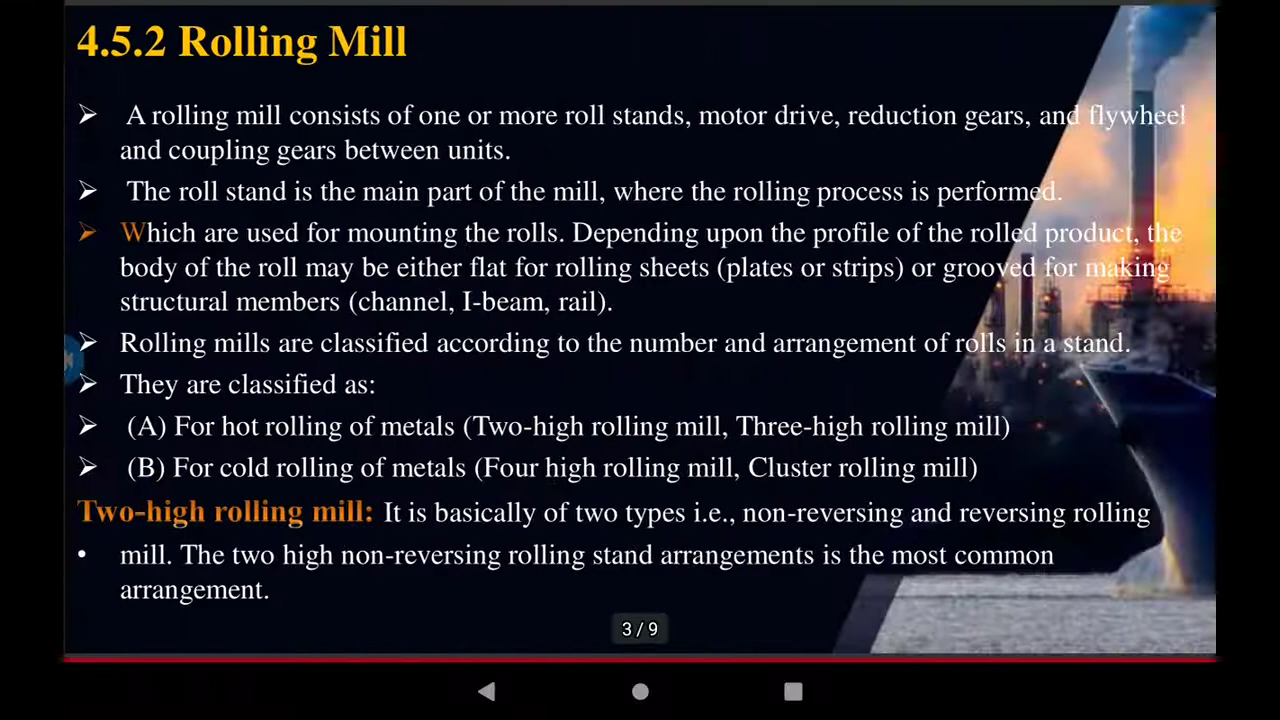 4.5.2 Rolling Mill
A rolling mill consists of one or more roll stands, motor drive, reduction gears, and flywheel
and coupling gears between units.
The roll stand is the main part of the mill, where the rolling process is performed.
Which are used for mounting the rolls. Depending upon the profile of the rolled product, the
body of the roll may be either flat for rolling sheets (plates or strips) or grooved for making
structural members (channel, I-beam, rail).
Rolling mills are classified according to the number and arrangement of rolls in a stand.
They are classified as:
(A) For hot rolling of metals (Two-high rolling mill, Three-high rolling mill)
(B) For cold rolling of metals (Four high rolling mill, Cluster rolling mill)
Two-high rolling mill: It is basically of two types i.e., non-reversing and reversing rolling
• mill. The two high non-reversing rolling stand arrangements is the most common
arrangement.
3 / 9